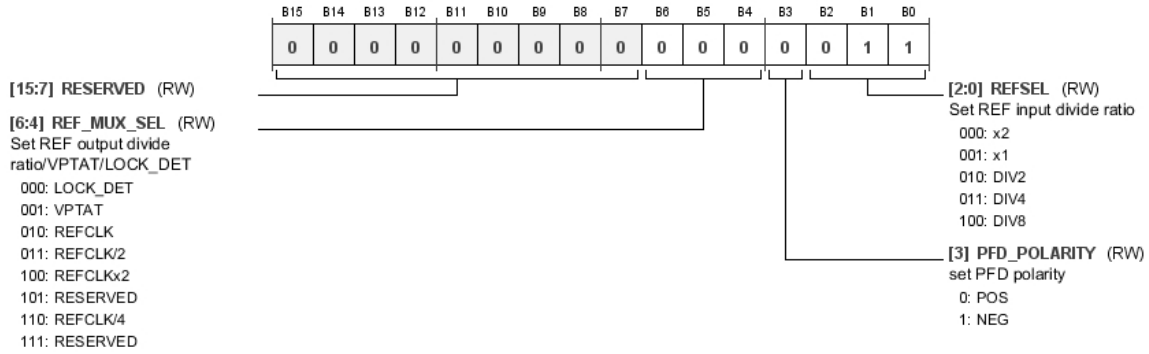 B15 B14 B13 B12 B11 B10 B9 B8 B7 B6 B5 B4 B3 B2 B1 B0
0 0 0 0 0 0 0 0 0 0 0 0 0 0 1 1
[15:7] RESERVED (RW)
[6:4] REF_MUX_SEL (RW)
Set REF output divide
ratio/VPTAT/LOCK_DET
000: LOCK_DET
001: VPTAT
010: REFCLK
011: REFCLK/2
100: REFCLKx2
101: RESERVED
110: REFCLK/4
111: RESERVED
[2:0] REFSEL (RW)
Set REF input divide ratio
000: x2
001: x1
010: DIV2
011: DIV4
100: DIV8
[3] PFD_POLARITY (RW)
set PFD polarity
0: POS
1: NEG